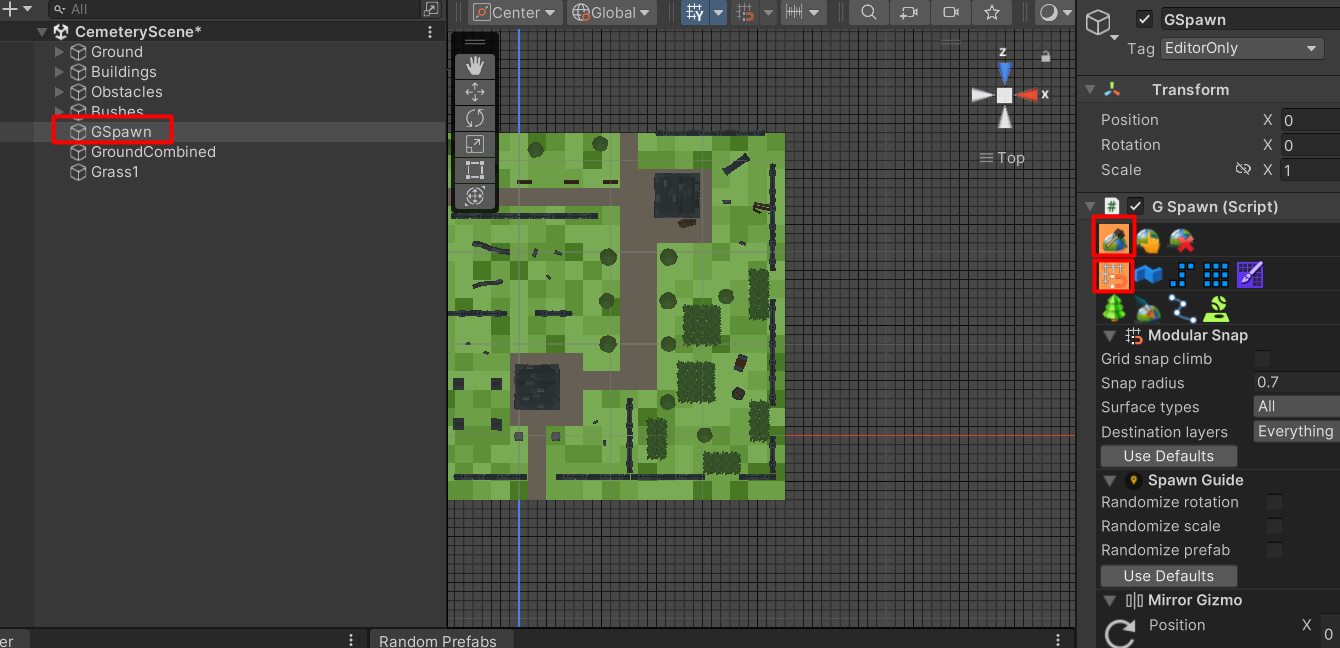 All
Center
Global
GSpawn
Tag EditorOnly
CemeteryScene*
Ground
Buildings
Obstacles
Bushes
GSpawn
GroundCombined
Grass1
z
x
Top
Transform
Position X 0
Rotation X 0
Scale X 1
# G Spawn (Script)
Modular Snap
Grid snap climb
Snap radius 0.7
Surface types All
Destination layers Everything
Use Defaults
Spawn Guide
Randomize rotation
Randomize scale
Randomize prefab
Use Defaults
Mirror Gizmo
Position X 0
er
Random Prefabs